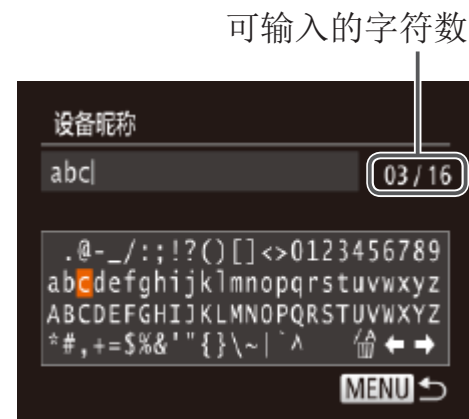 可输入的字符数
设备昵称
abc
03/16
.@-_/:;!?()[]<>0123456789
abcdefghijklmnopqrstuvwxyz
ABCDEFGHIJKLMNOPQRSTUVWXYZ
*#,+=$%&'"{}\~|`^
MENU